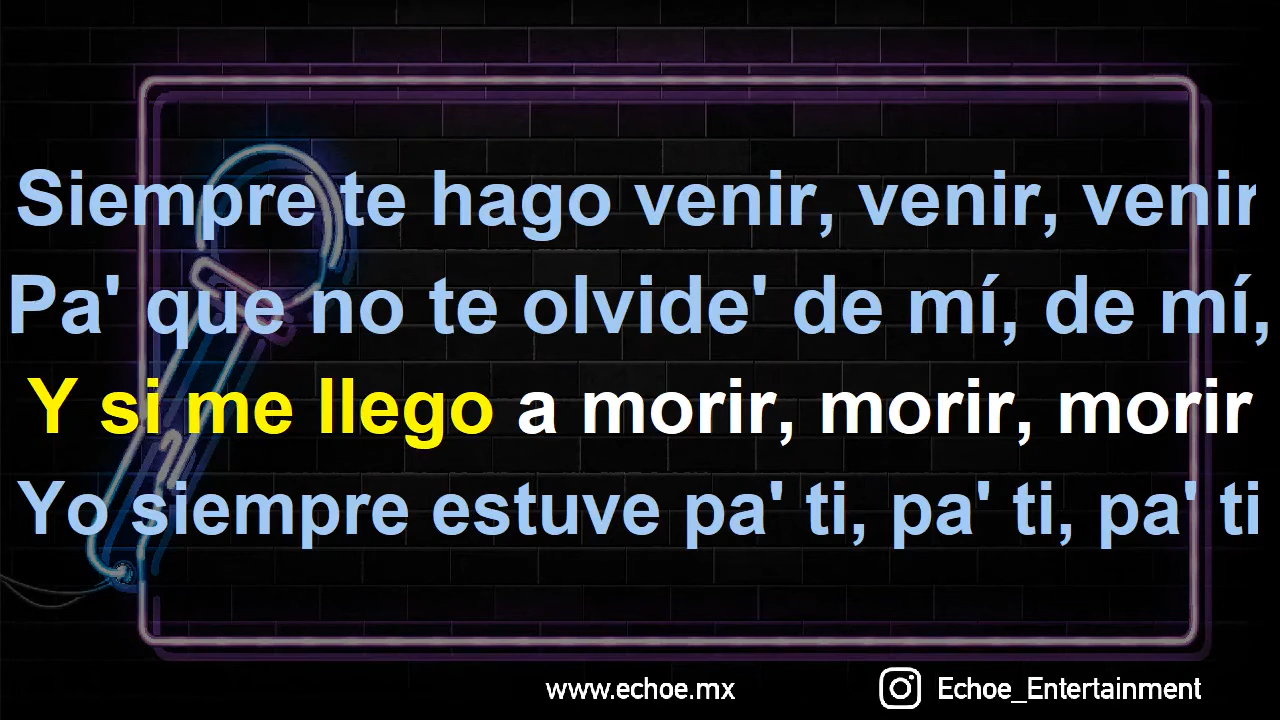 Siempre te hago venir, venir, venir
Pa' que no te olvide' de mí, de mí,
Y si me llego a morir, morir, morir
Yo siempre estuve pa' ti, pa' ti, pa' ti
www.echoe.mx
Echoe_Entertainment